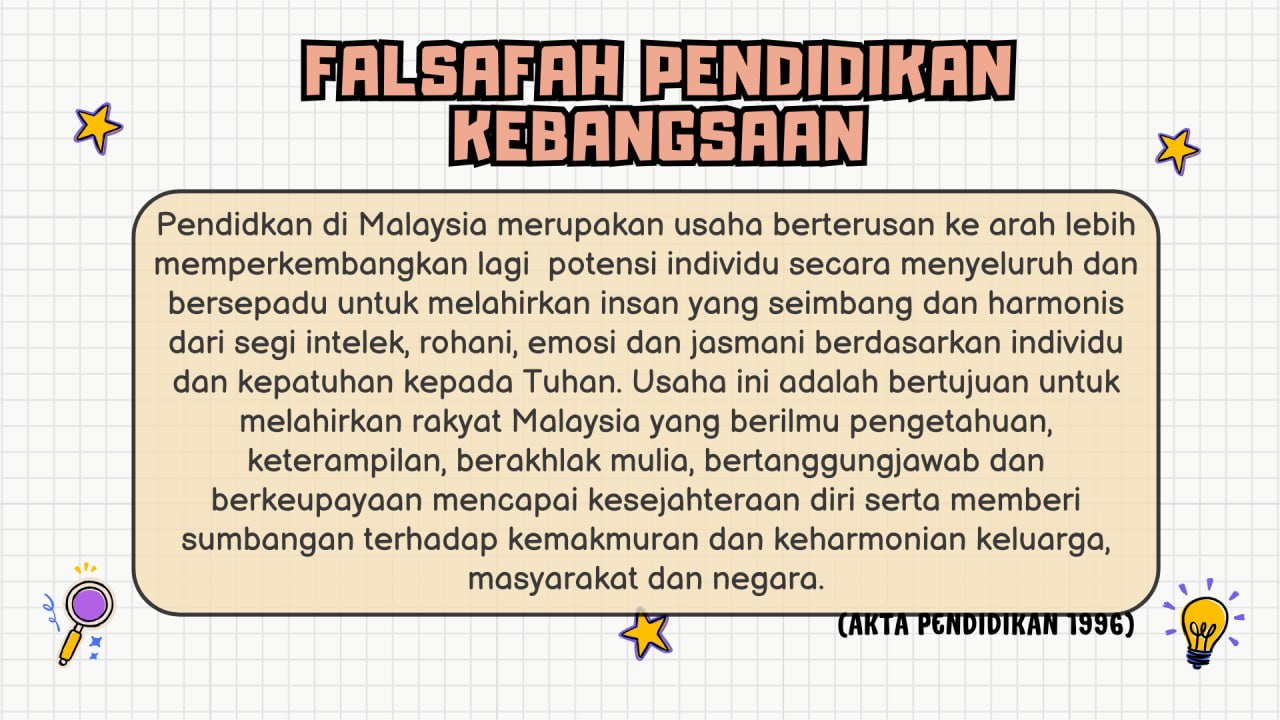 FALSAFAH PENDIDIKAN
KEBANGSAAN
Pendidkan di Malaysia merupakan usaha berterusan ke arah lebih
memperkembangkan lagi  potensi individu secara menyeluruh dan
bersepadu untuk melahirkan insan yang seimbang dan harmonis
dari segi intelek, rohani, emosi dan jasmani berdasarkan individu
dan kepatuhan kepada Tuhan. Usaha ini adalah bertujuan untuk
melahirkan rakyat Malaysia yang berilmu pengetahuan,
keterampilan, berakhlak mulia, bertanggungjawab dan
berkeupayaan mencapai kesejahteraan diri serta memberi
sumbangan terhadap kemakmuran dan keharmonian keluarga,
masyarakat dan negara.
(AKTA PENDIDIKAN 1996)